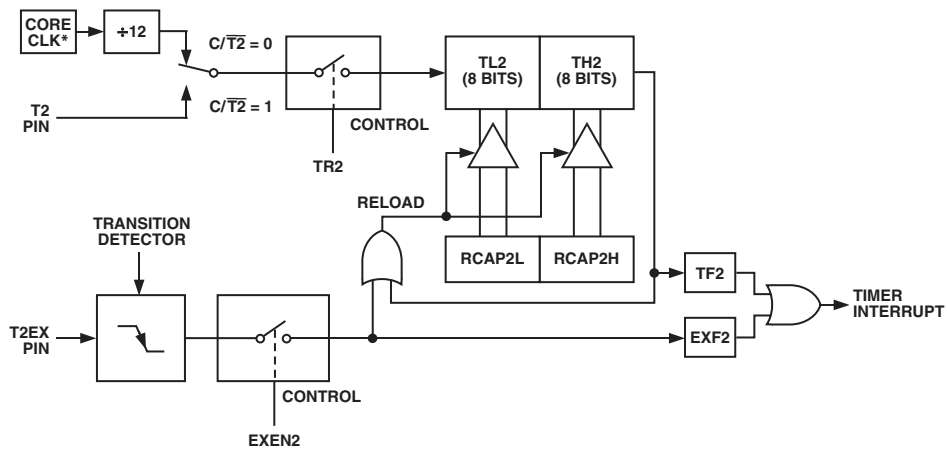 CORE
CLK*
÷12
C/T2̅ = 0
TL2
(8 BITS)
TH2
(8 BITS)
C/T2̅ = 1
T2
PIN
CONTROL
TR2
RELOAD
TRANSITION
DETECTOR
RCAP2L
RCAP2H
TF2
TIMER
INTERRUPT
T2EX
PIN
EXF2
CONTROL
EXEN2